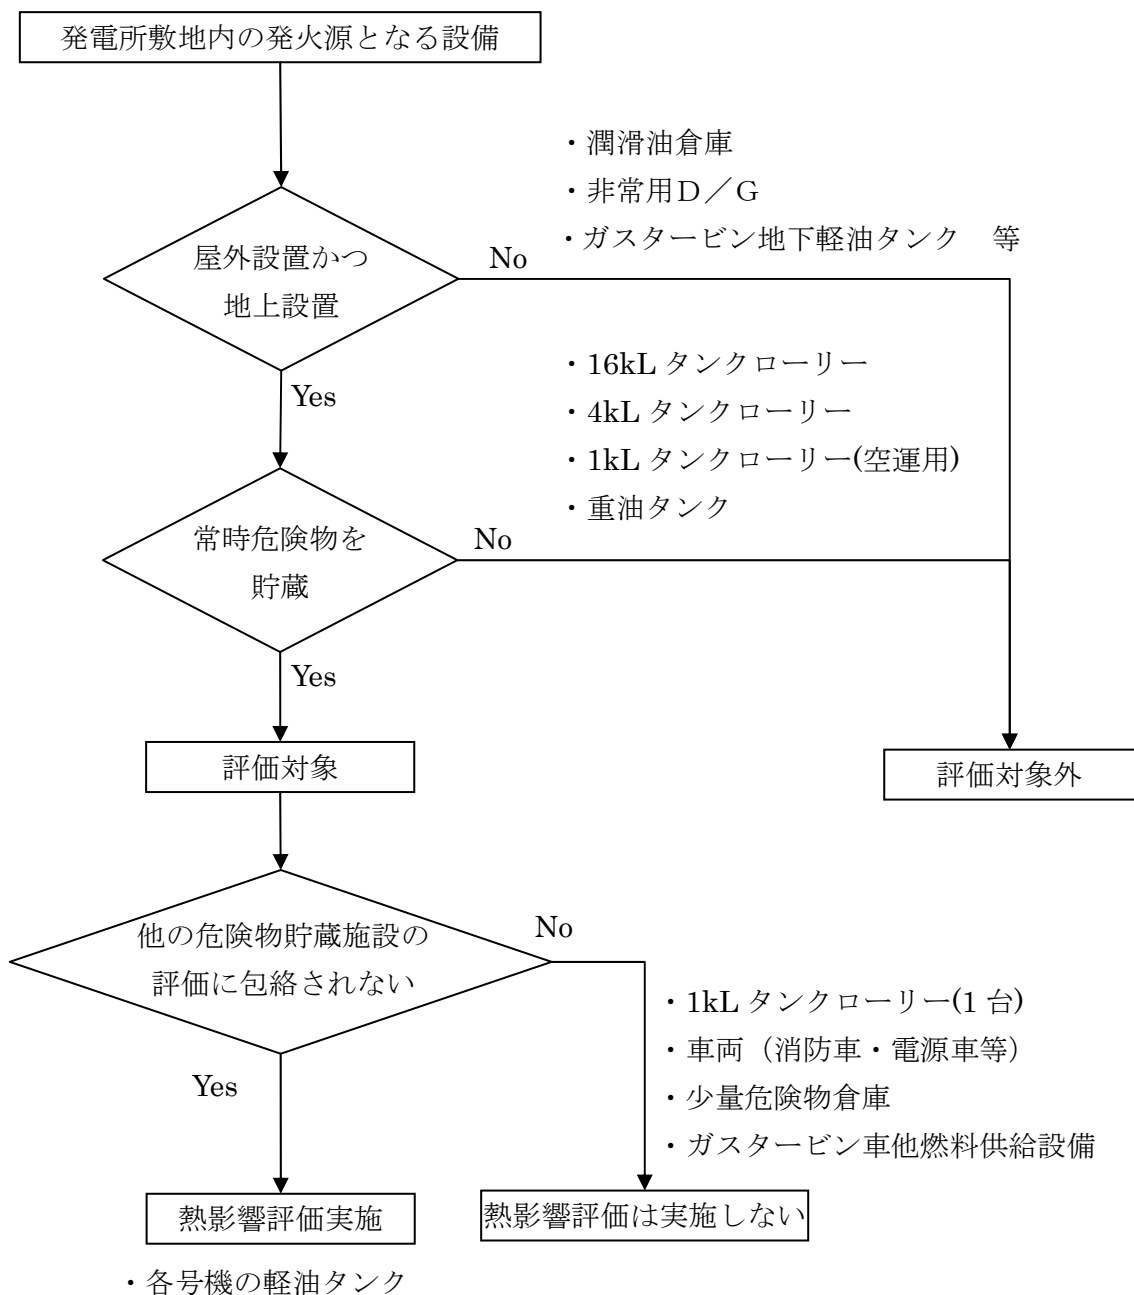 発電所敷地内の発火源となる設備
・潤滑油倉庫
・非常用Ｄ／Ｇ
・ガスタービン地下軽油タンク　等
屋外設置かつ
地上設置
No
Yes
・16kL タンクローリー
・4kL タンクローリー
・1kL タンクローリー(空運用)
・重油タンク
常時危険物を
貯蔵
No
Yes
評価対象
評価対象外
他の危険物貯蔵施設の
評価に包絡されない
No
Yes
・1kL タンクローリー(1 台)
・車両（消防車・電源車等）
・少量危険物倉庫
・ガスタービン車他燃料供給設備
熱影響評価実施
熱影響評価は実施しない
・各号機の軽油タンク